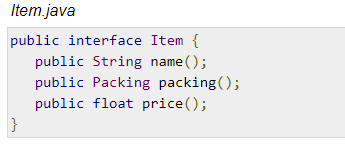 Item.java
public interface Item {
   public String name();
   public Packing packing();
   public float price();
}